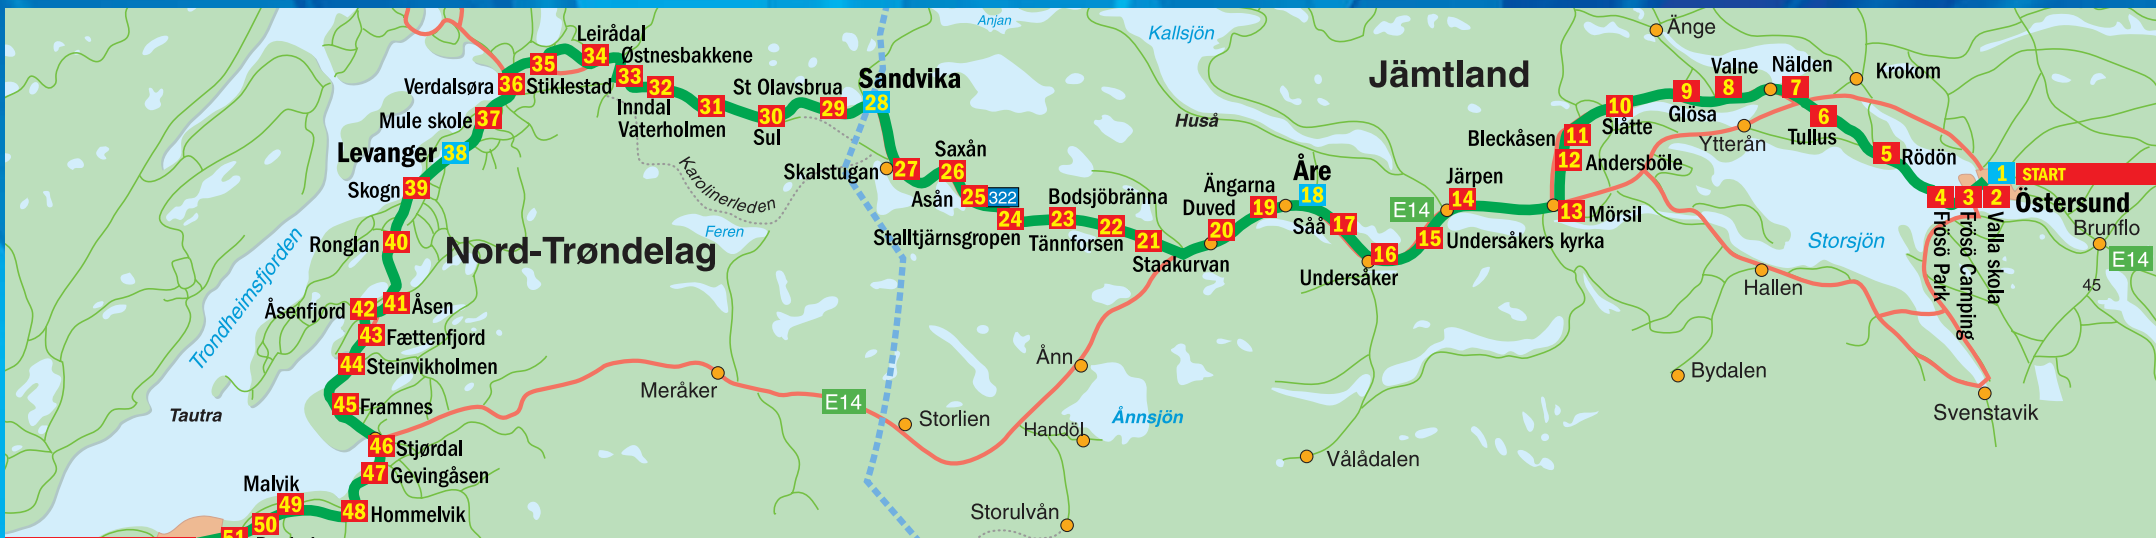 Anjan
Kallsjön
Änge
Leirådal
34
Østnesbakkene
35
33
Verdalsøra
36
Stiklestad
32
Inndal
Vaterholmen
31
St Olavsbrua
30
Sul
29
Sandvika
28
Jämtland
Valne
Nälden
Krokom
10
9
8
7
Glösa
Slåtte
6
Tullus
Mule skole
37
Huså
Bleckåsen
11
Ytterån
Levanger
38
12
Andersböle
5
Rödön
Saxån
Skalstugan
27
26
Karolinerleden
Skogn
39
Asån
25
322
Bodsjöbränna
Ängarna
Åre
18
Järpen
14
1
START
4
3
2
Östersund
24
23
22
Duved
19
Såå
17
E14
13
Mörsil
Frösö Park
Frösö Camping
Valla skola
Brunflo
Ronglan
40
Nord-Trøndelag
Feren
Stalltjärnsgropen
Tännforsen
21
20
Staakurvan
16
15
Undersåkers kyrka
Undersåker
Storsjön
E14
45
Hallen
Trondheimsfjorden
Åsenfjord
42
41
Åsen
43
Fættenfjord
44
Steinvikholmen
Ånn
Bydalen
Meråker
E14
Tautra
45
Framnes
Storlien
Ånnsjön
Handöl
Svenstavik
46
Stjørdal
Vålådalen
47
Gevingåsen
Malvik
49
48
Hommelvik
Storulvån
50
51